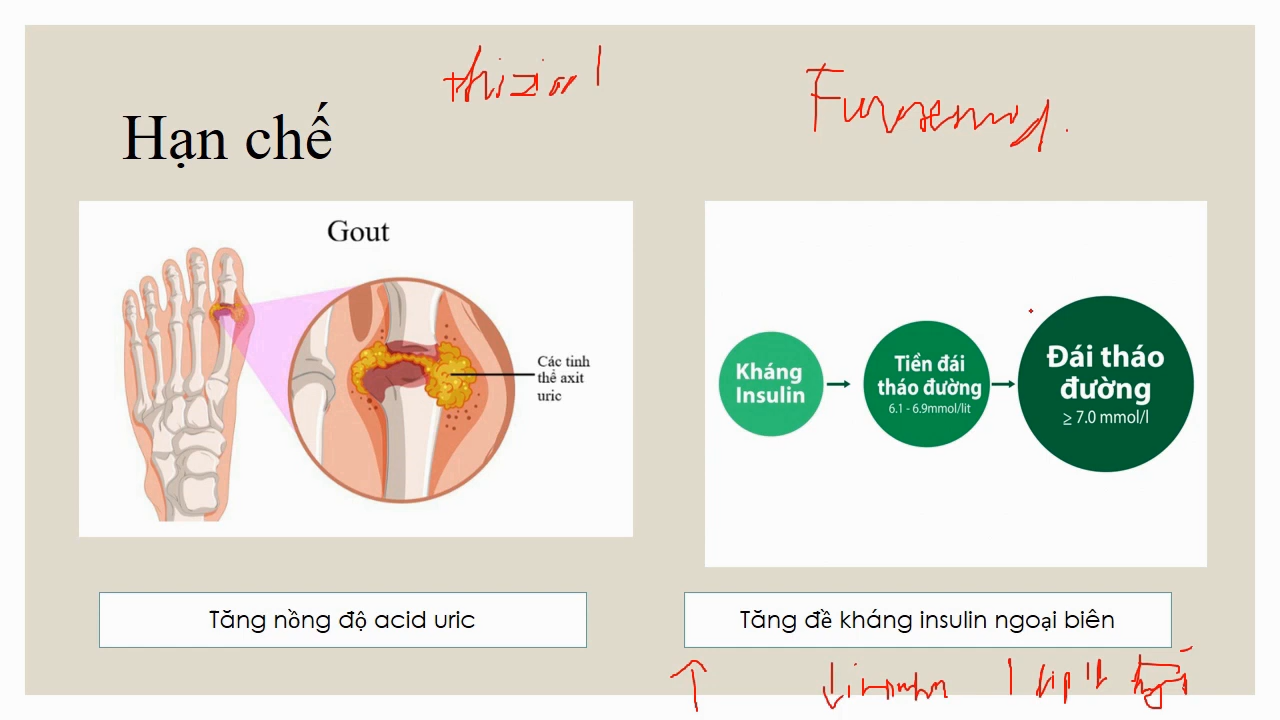 thiziol
Furosemid.
Hạn chế
Gout
Các tinh
thể axit
uric
Kháng
Insulin
Tiền đái
tháo đường
6.1 - 6.9mmol/lit
Đái tháo
đường
≥ 7.0 mmol/l
Tăng nồng độ acid uric
Tăng đề kháng insulin ngoại biên
↑
↓